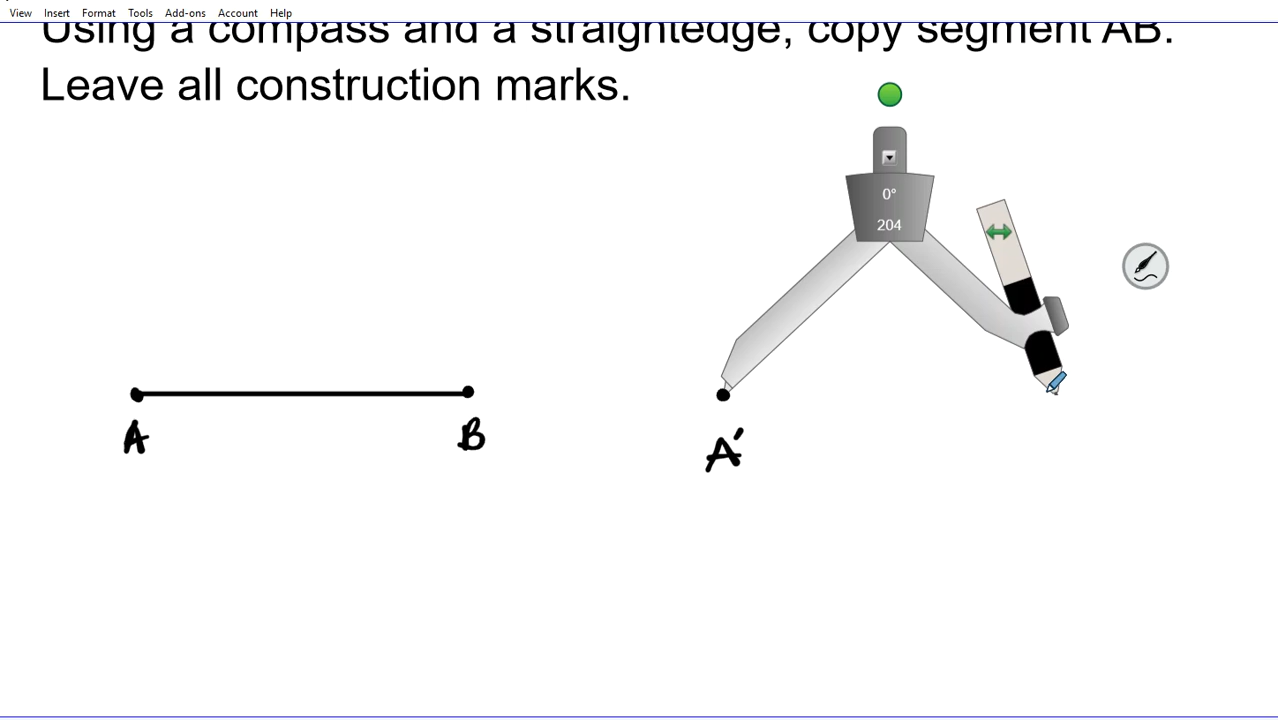 View Insert Format Tools Add-ons Account Help
Using a compass and a straightedge, copy segment AB.
Leave all construction marks.
0°
204
A B A′